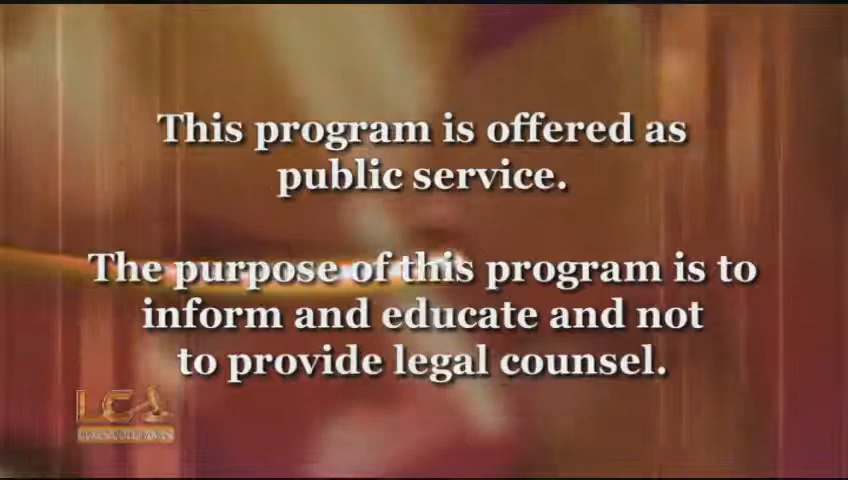 This program is offered as
public service.
The purpose of this program is to
inform and educate and not
to provide legal counsel.
LCA